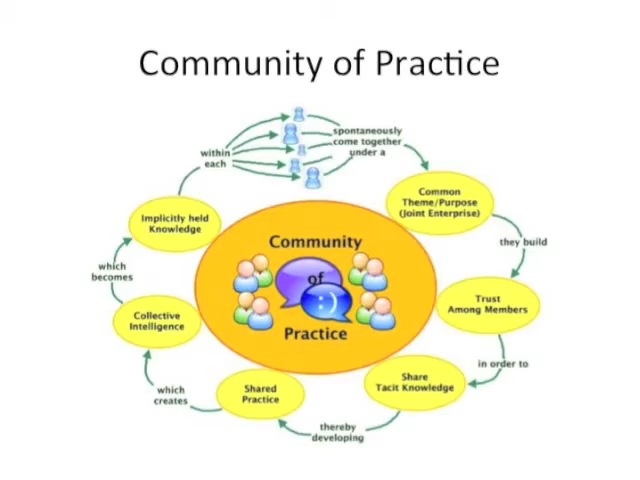 Community of Practice
spontaneously
come together
under a
within
each
Common
Theme/Purpose
(Joint Enterprise)
they build
Trust
Among Members
in order to
Share
Tacit Knowledge
thereby
developing
Shared
Practice
which
creates
Collective
Intelligence
which
becomes
Implicitly held
Knowledge
Community
of
:)
Practice